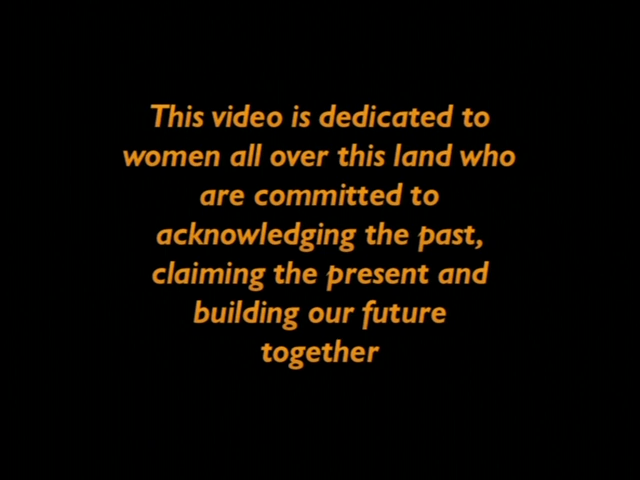 This video is dedicated to
women all over this land who
are committed to
acknowledging the past,
claiming the present and
building our future
together